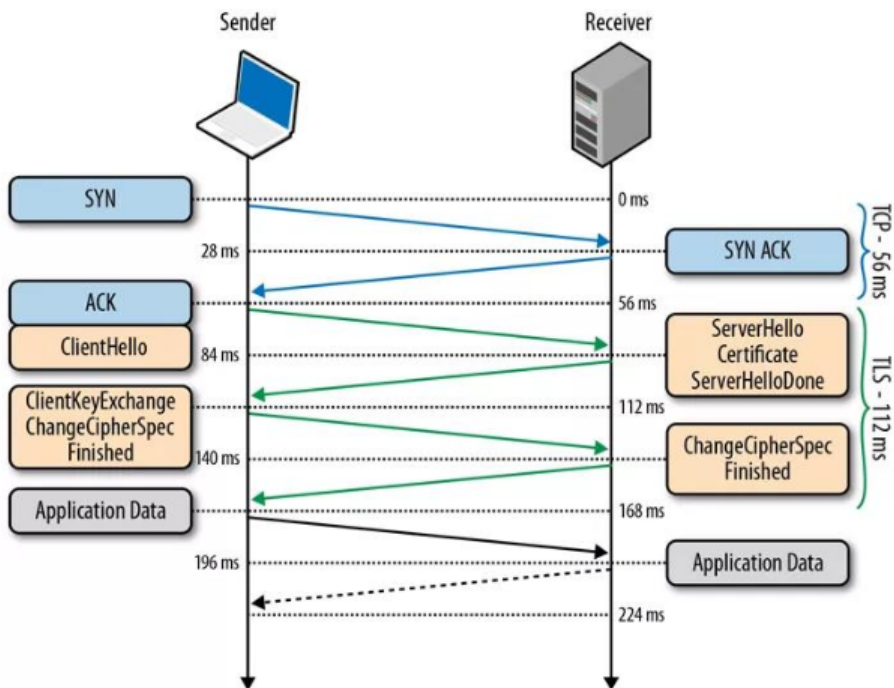 Sender
Receiver
SYN
0 ms
TCP - 56 ms
28 ms
SYN ACK
ACK
56 ms
ClientHello
84 ms
ServerHello
Certificate
ServerHelloDone
TLS - 112 ms
ClientKeyExchange
ChangeCipherSpec
Finished
112 ms
140 ms
ChangeCipherSpec
Finished
Application Data
168 ms
196 ms
Application Data
224 ms